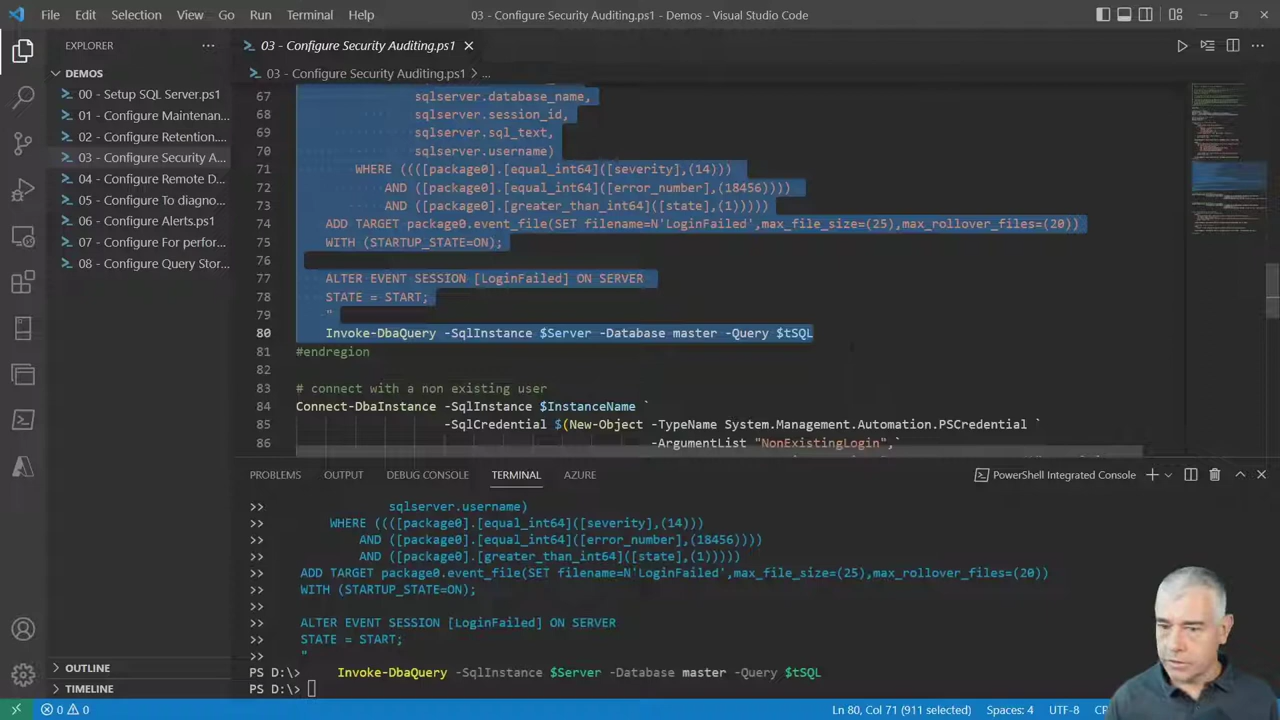 File Edit Selection View Go Run Terminal Help
03 - Configure Security Auditing.ps1 - Demos - Visual Studio Code
EXPLORER
DEMOS
00 - Setup SQL Server.ps1
01 - Configure Maintenan...
02 - Configure Retention....
03 - Configure Security A...
04 - Configure Remote D...
05 - Configure To diagno...
06 - Configure Alerts.ps1
07 - Configure For perfor...
08 - Configure Query Stor...
OUTLINE
TIMELINE
03 - Configure Security Auditing.ps1
03 - Configure Security Auditing.ps1 > ...
67 sqlserver.database_name,
68 sqlserver.session_id,
69 sqlserver.sql_text,
70 sqlserver.username)
71 WHERE ((([package0].[equal_int64]([severity],(14)))
72 AND ([package0].[equal_int64]([error_number],(18456))))
73 AND ([package0].[greater_than_int64]([state],(1)))))
74 ADD TARGET package0.event_file(SET filename=N'LoginFailed',max_file_size=(25),max_rollover_files=(20))
75 WITH (STARTUP_STATE=ON);
76
77 ALTER EVENT SESSION [LoginFailed] ON SERVER
78 STATE = START;
79 "
80 Invoke-DbaQuery -SqlInstance $Server -Database master -Query $tSQL
81 #endregion
82
83 # connect with a non existing user
84 Connect-DbaInstance -SqlInstance $InstanceName `
85 -SqlCredential $(New-Object -TypeName System.Management.Automation.PSCredential `
86 -ArgumentList "NonExistingLogin",`
PROBLEMS OUTPUT DEBUG CONSOLE TERMINAL AZURE
PowerShell Integrated Console
>> sqlserver.username)
>> WHERE ((([package0].[equal_int64]([severity],(14)))
>> AND ([package0].[equal_int64]([error_number],(18456))))
>> AND ([package0].[greater_than_int64]([state],(1)))))
>> ADD TARGET package0.event_file(SET filename=N'LoginFailed',max_file_size=(25),max_rollover_files=(20))
>> WITH (STARTUP_STATE=ON);
>>
>> ALTER EVENT SESSION [LoginFailed] ON SERVER
>> STATE = START;
>> "
PS D:\> Invoke-DbaQuery -SqlInstance $Server -Database master -Query $tSQL
PS D:\>
0 0
Ln 80, Col 71 (911 selected) Spaces: 4 UTF-8